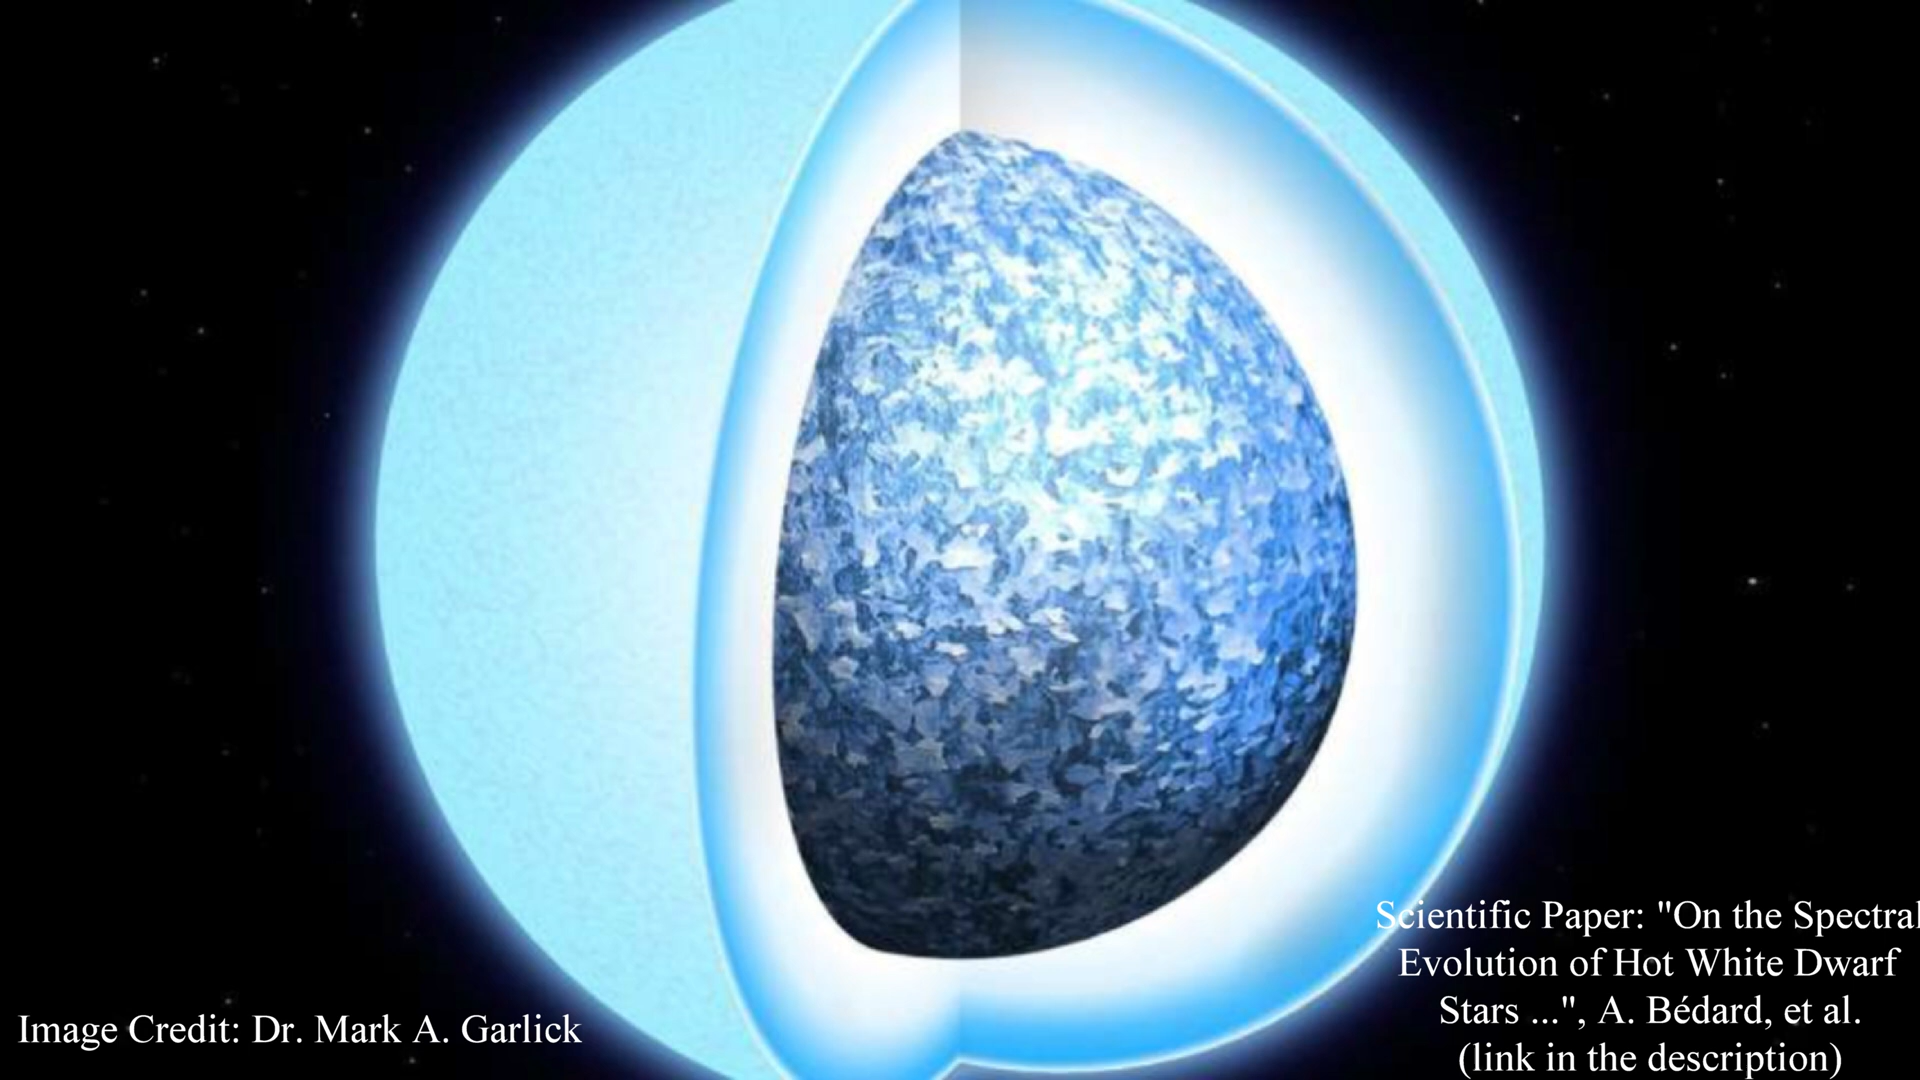 Scientific Paper: "On the Spectral
Evolution of Hot White Dwarf
Stars ...", A. Bédard, et al.
(link in the description)
Image Credit: Dr. Mark A. Garlick